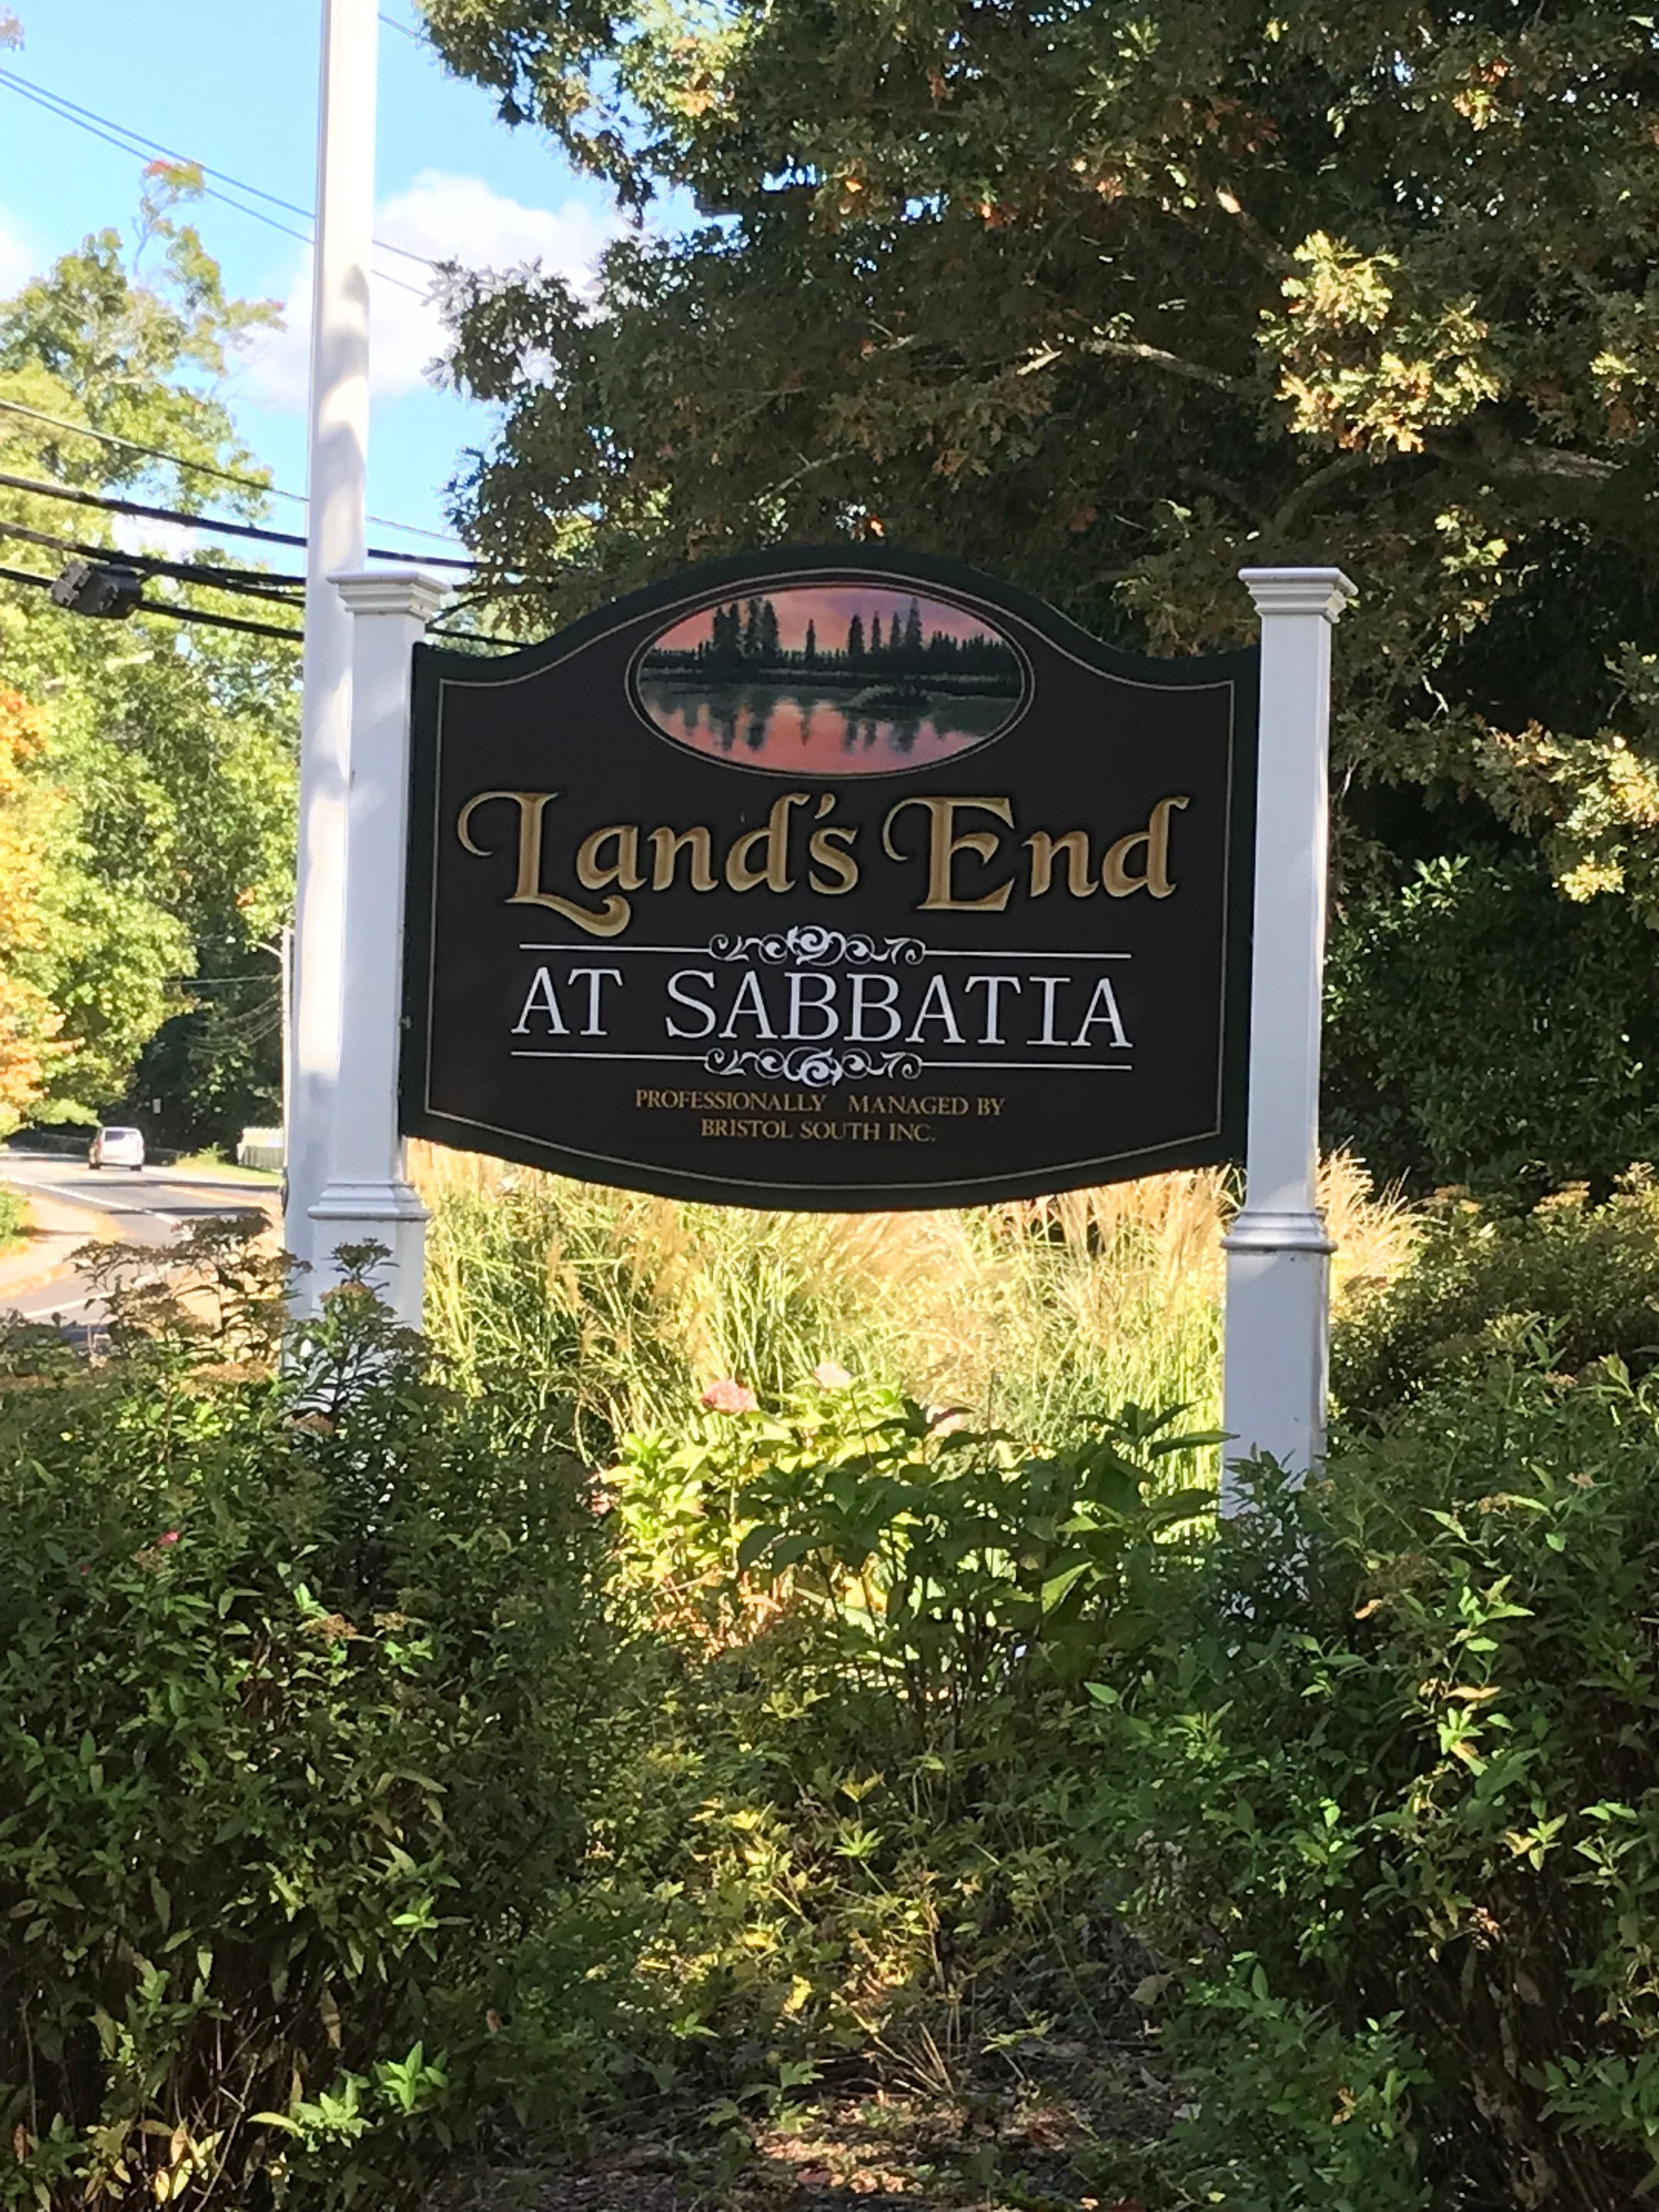 Land's End
AT SABBATIA
PROFESSIONALLY MANAGED BY
BRISTOL SOUTH INC.